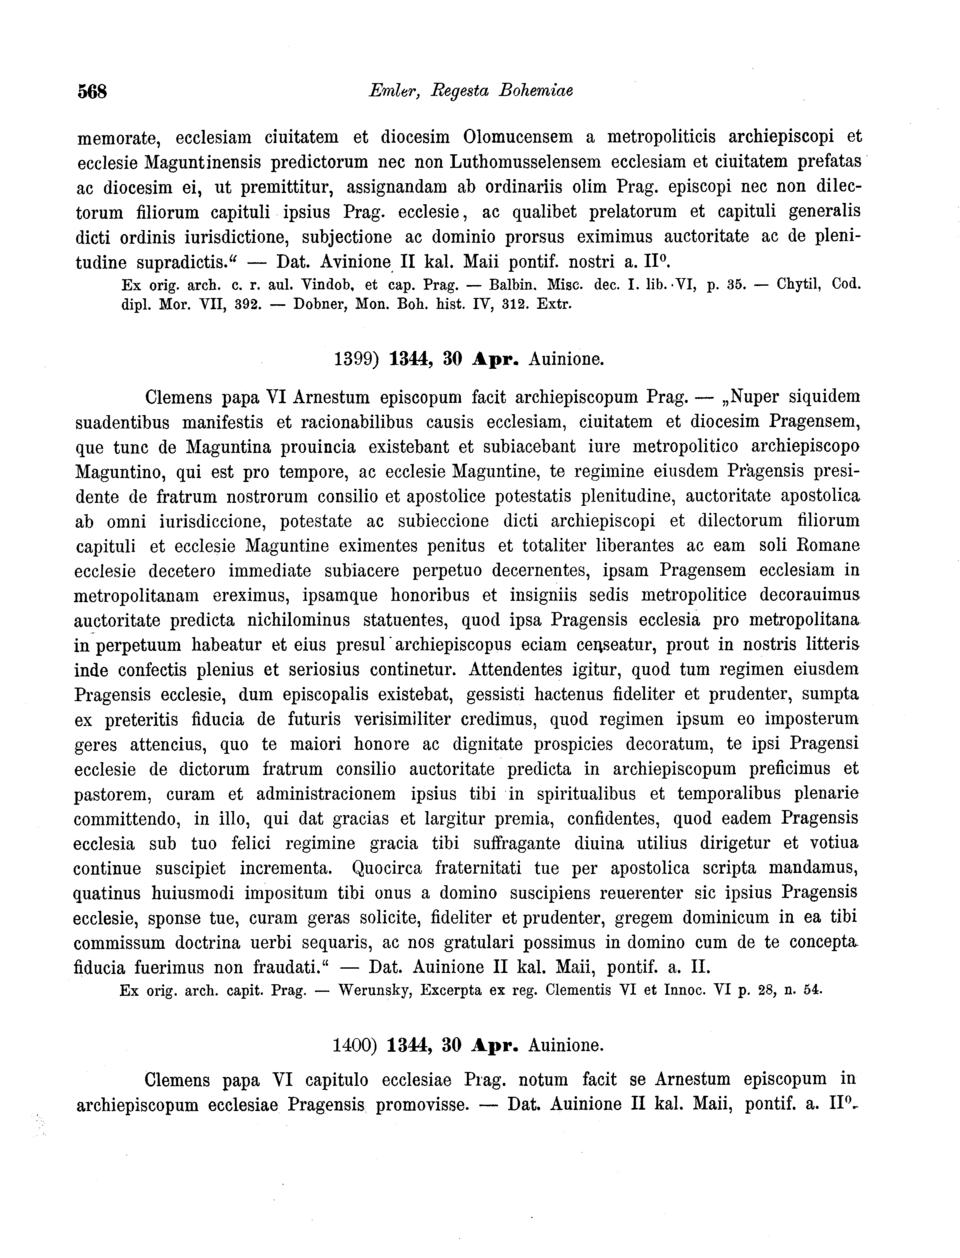 568 Emler, Regesta Bohemiae
memorate, ecclesiam ciuitatem et diocesim Olomucensem a metropoliticis archiepiscopi et
ecclesie Maguntinensis predictorum nec non Luthomusselensem ecclesiam et ciuitatem prefatas
ac diocesim ei, ut premittitur, assignandam ab ordinariis olim Prag. episcopi nec non dilec-
torum filiorum capituli ipsius Prag. ecclesie, ac qualibet prelatorum et capituli generalis
dicti ordinis iurisdictione, subjectione ac dominio prorsus eximimus auctoritate ac de pleni-
tudine supradictis.“ — Dat. Avinione II kal. Maii pontif. nostri a. II⁰.
Ex orig. arch. c. r. aul. Vindob. et cap. Prag. — Balbin. Misc. dec. I. lib. VI, p. 35. — Chytil, Cod.
dipl. Mor. VII, 392. — Dobner, Mon. Boh. hist. IV, 312. Extr.
1399) 1344, 30 Apr. Auinione.
Clemens papa VI Arnestum episcopum facit archiepiscopum Prag. — „Nuper siquidem
suadentibus manifestis et racionabilibus causis ecclesiam, ciuitatem et diocesim Pragensem,
que tunc de Maguntina prouincia existebant et subiacebant iure metropolitico archiepiscopo
Maguntino, qui est pro tempore, ac ecclesie Maguntine, te regimine eiusdem Pragensis presi-
dente de fratrum nostrorum consilio et apostolice potestatis plenitudine, auctoritate apostolica
ab omni iurisdiccione, potestate ac subieccione dicti archiepiscopi et dilectorum filiorum
capituli et ecclesie Maguntine eximentes penitus et totaliter liberantes ac eam soli Romane
ecclesie decetero immediate subiacere perpetuo decernentes, ipsam Pragensem ecclesiam in
metropolitanam ereximus, ipsamque honoribus et insigniis sedis metropolitice decorauimus
auctoritate predicta nichilominus statuentes, quod ipsa Pragensis ecclesia pro metropolitana
in perpetuum habeatur et eius presul archiepiscopus eciam censeatur, prout in nostris litteris
inde confectis plenius et seriosius continetur. Attendentes igitur, quod tum regimen eiusdem
Pragensis ecclesie, dum episcopalis existebat, gessisti hactenus fideliter et prudenter, sumpta
ex preteritis fiducia de futuris verisimiliter credimus, quod regimen ipsum eo imposterum
geres attencius, quo te maiori honore ac dignitate prospicies decoratum, te ipsi Pragensi
ecclesie de dictorum fratrum consilio auctoritate predicta in archiepiscopum preficimus et
pastorem, curam et administracionem ipsius tibi in spiritualibus et temporalibus plenarie
committendo, in illo, qui dat gracias et largitur premia, confidentes, quod eadem Pragensis
ecclesia sub tuo felici regimine gracia tibi suffragante diuina utilius dirigetur et votiua
continue suscipiet incrementa. Quocirca fraternitati tue per apostolica scripta mandamus,
quatinus huiusmodi impositum tibi onus a domino suscipiens reuerenter sic ipsius Pragensis
ecclesie, sponse tue, curam geras solicite, fideliter et prudenter, gregem dominicum in ea tibi
commissum doctrina uerbi sequaris, ac nos gratulari possimus in domino cum de te concepta
fiducia fuerimus non fraudati.“ — Dat. Auinione II kal. Maii, pontif. a. II.
Ex orig. arch. capit. Prag. — Werunsky, Excerpta ex reg. Clementis VI et Innoc. VI p. 28, n. 54.
1400) 1344, 30 Apr. Auinione.
Clemens papa VI capitulo ecclesiae Prag. notum facit se Arnestum episcopum in
archiepiscopum ecclesiae Pragensis promovisse. — Dat. Auinione II kal. Maii, pontif. a. II⁰.